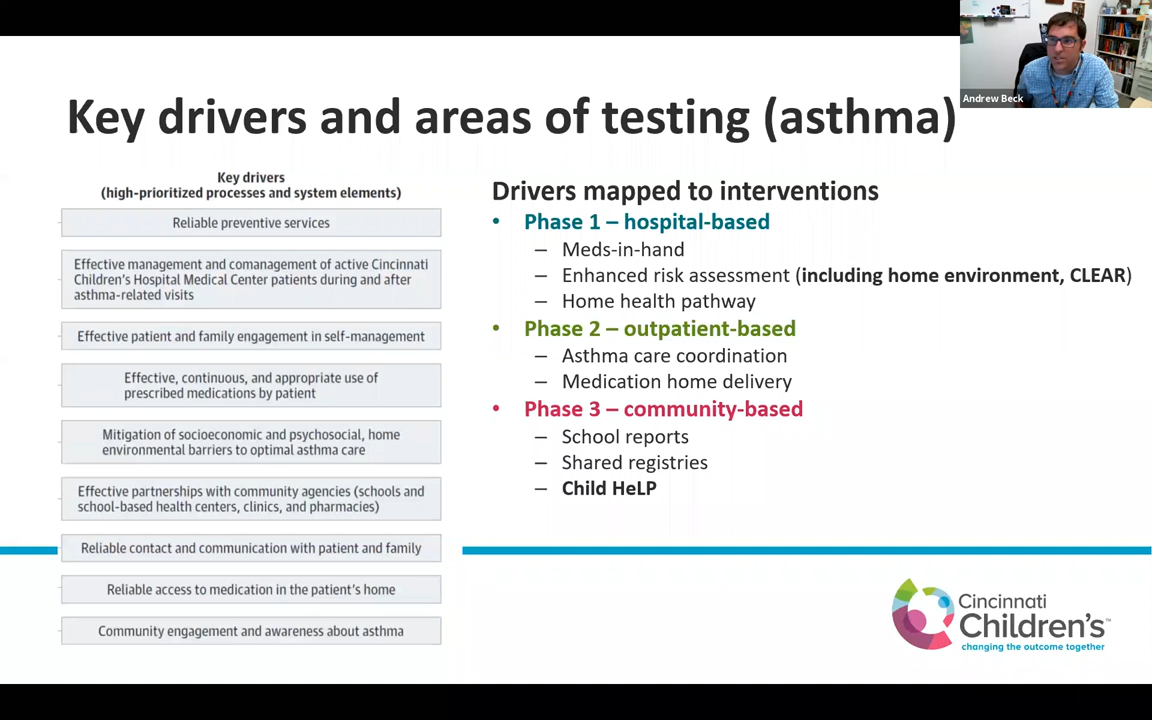 Andrew Beck
Key drivers and areas of testing (asthma)
Key drivers
(high-prioritized processes and system elements)
Reliable preventive services
Effective management and comanagement of active Cincinnati
Children's Hospital Medical Center patients during and after
asthma-related visits
Effective patient and family engagement in self-management
Effective, continuous, and appropriate use of
prescribed medications by patient
Mitigation of socioeconomic and psychosocial, home
environmental barriers to optimal asthma care
Effective partnerships with community agencies (schools and
school-based health centers, clinics, and pharmacies)
Reliable contact and communication with patient and family
Reliable access to medication in the patient's home
Community engagement and awareness about asthma
Drivers mapped to interventions
• Phase 1 – hospital-based
– Meds-in-hand
– Enhanced risk assessment (including home environment, CLEAR)
– Home health pathway
• Phase 2 – outpatient-based
– Asthma care coordination
– Medication home delivery
• Phase 3 – community-based
– School reports
– Shared registries
– Child HeLP
Cincinnati
Children's™
changing the outcome together